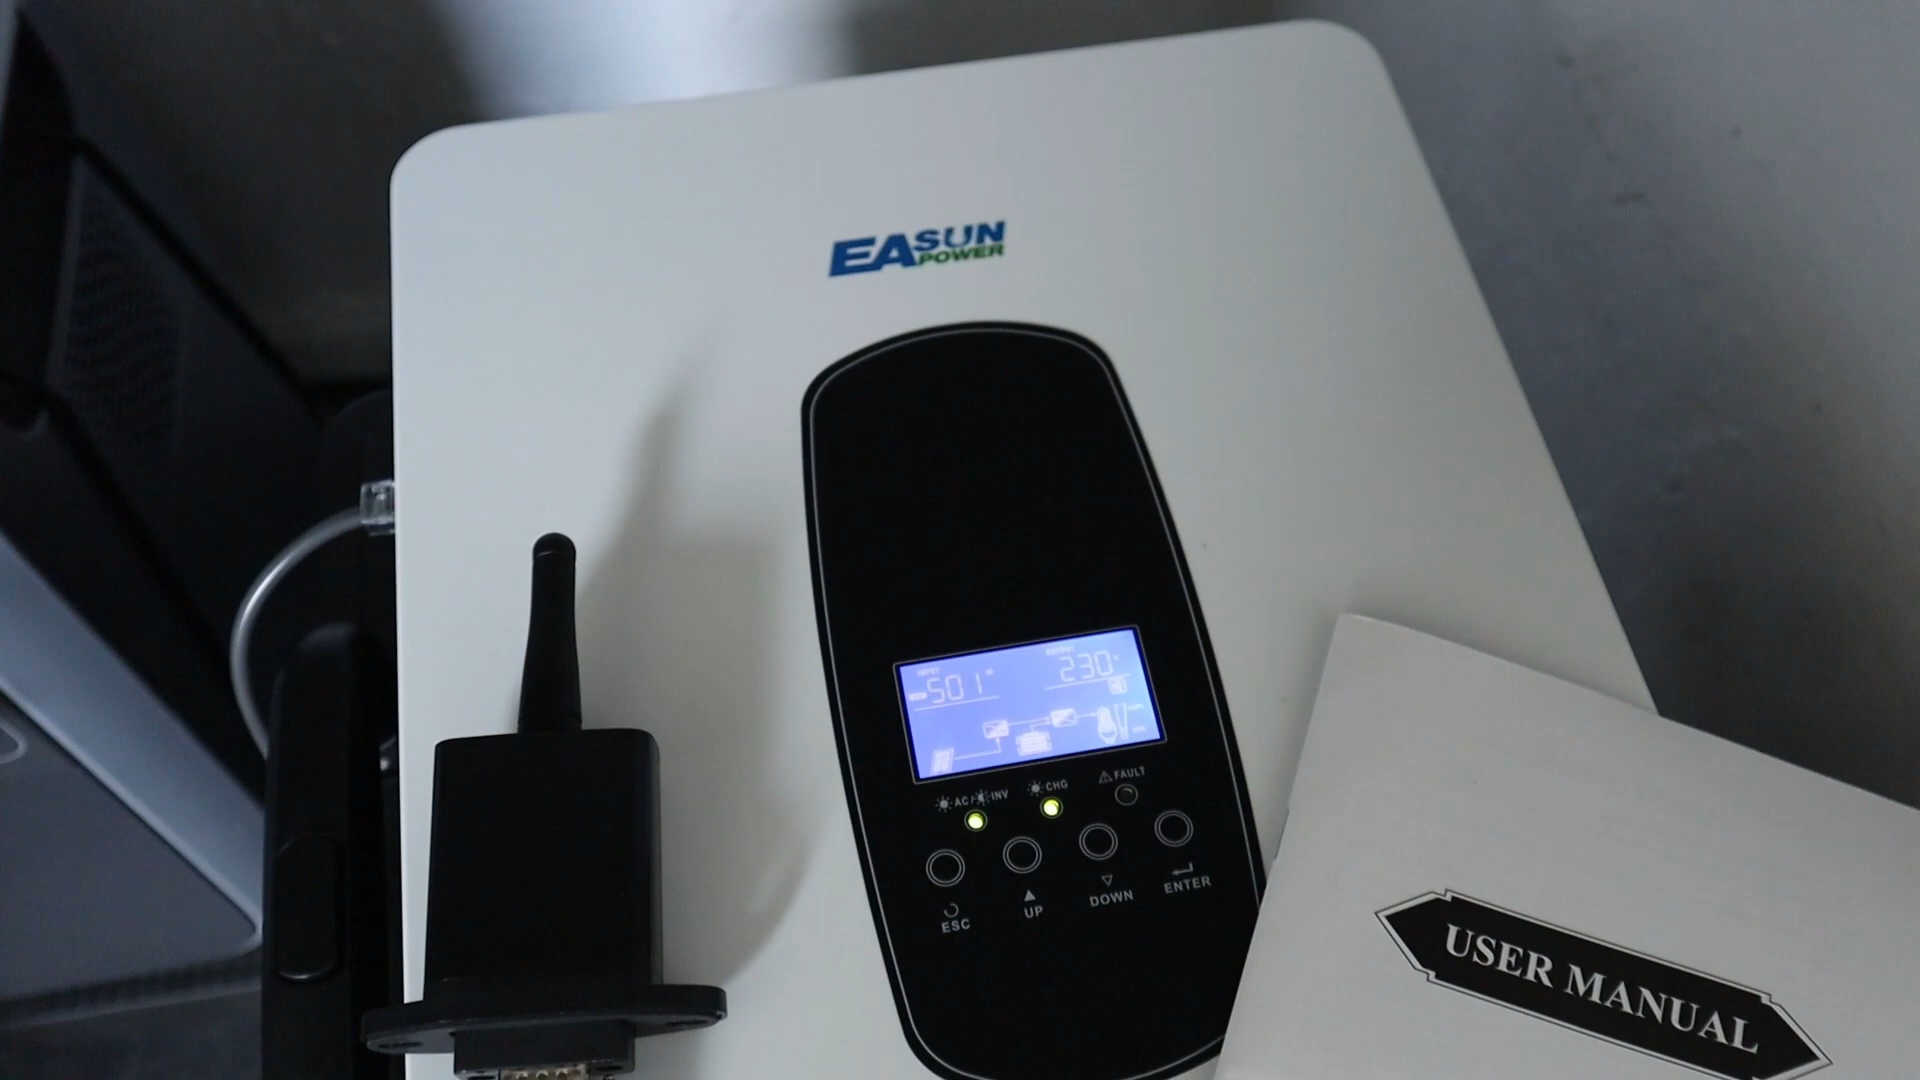 EASUN
POWER
INPUT
501
OUTPUT
230
AC/ INV
CHG
FAULT
ESC
UP
DOWN
ENTER
USER MANUAL